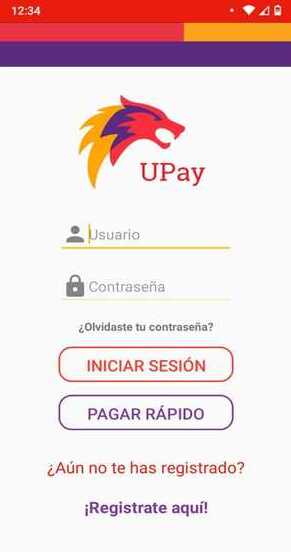 12:34
UPay
Usuario
Contraseña
¿Olvidaste tu contraseña?
INICIAR SESIÓN
PAGAR RÁPIDO
¿Aún no te has registrado?
¡Registrate aquí!